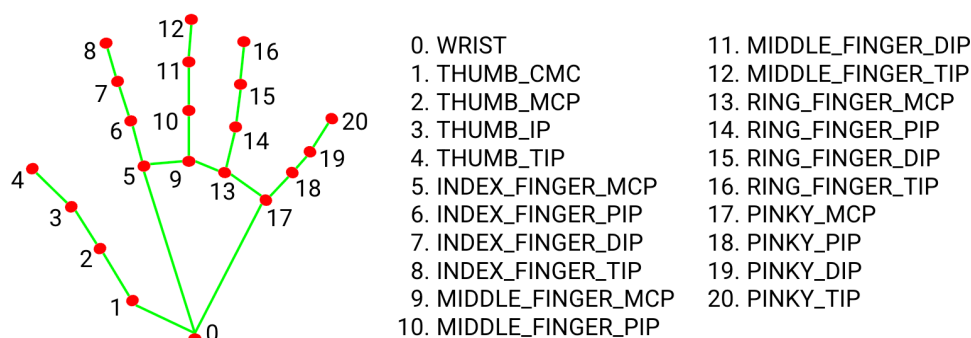 12
8
16
11
7
15
10
6
14
20
19
4
5
9
13
18
3
17
2
1
0
0. WRIST
1. THUMB_CMC
2. THUMB_MCP
3. THUMB_IP
4. THUMB_TIP
5. INDEX_FINGER_MCP
6. INDEX_FINGER_PIP
7. INDEX_FINGER_DIP
8. INDEX_FINGER_TIP
9. MIDDLE_FINGER_MCP
10. MIDDLE_FINGER_PIP
11. MIDDLE_FINGER_DIP
12. MIDDLE_FINGER_TIP
13. RING_FINGER_MCP
14. RING_FINGER_PIP
15. RING_FINGER_DIP
16. RING_FINGER_TIP
17. PINKY_MCP
18. PINKY_PIP
19. PINKY_DIP
20. PINKY_TIP